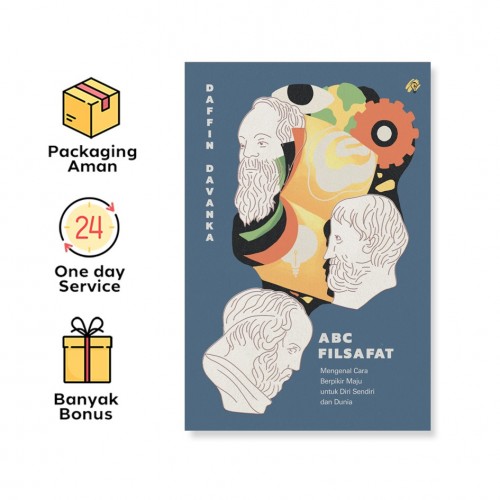 Packaging
Aman
24
One day
Service
Banyak
Bonus
DAFFIN DAVANKA
ABC
FILSAFAT
Mengenal Cara
Berpikir Maju
untuk Diri Sendiri
dan Dunia